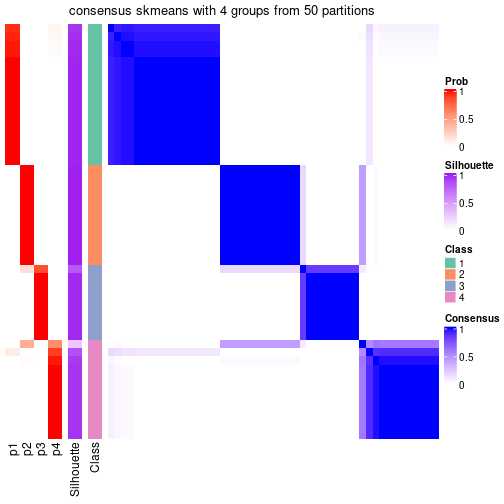 consensus skmeans with 4 groups from 50 partitions
Prob
1
0.5
0
Silhouette
1
0.5
0
Class
1
2
3
4
Consensus
1
0.5
0
p1
p2
p3
p4
Silhouette
Class